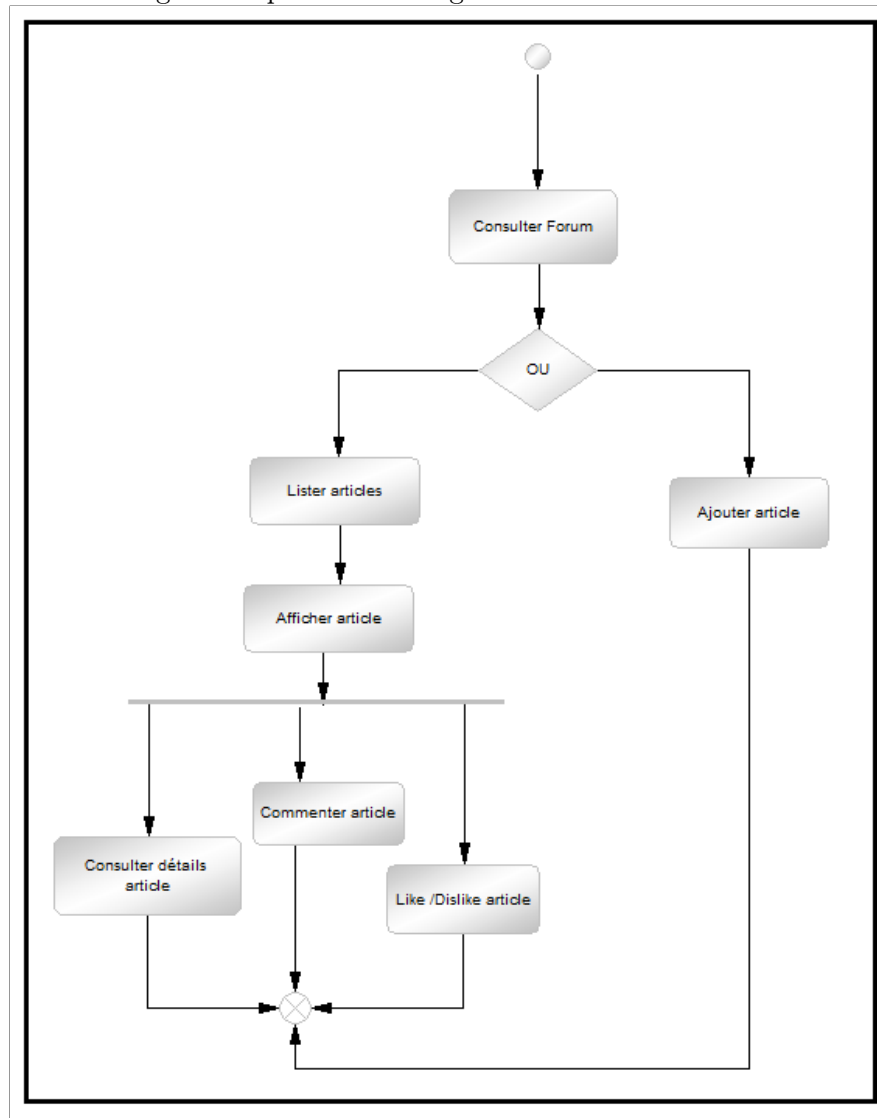 Consulter Forum
OU
Lister articles
Ajouter article
Afficher article
Commenter article
Consulter détails
article
Like /Dislike article